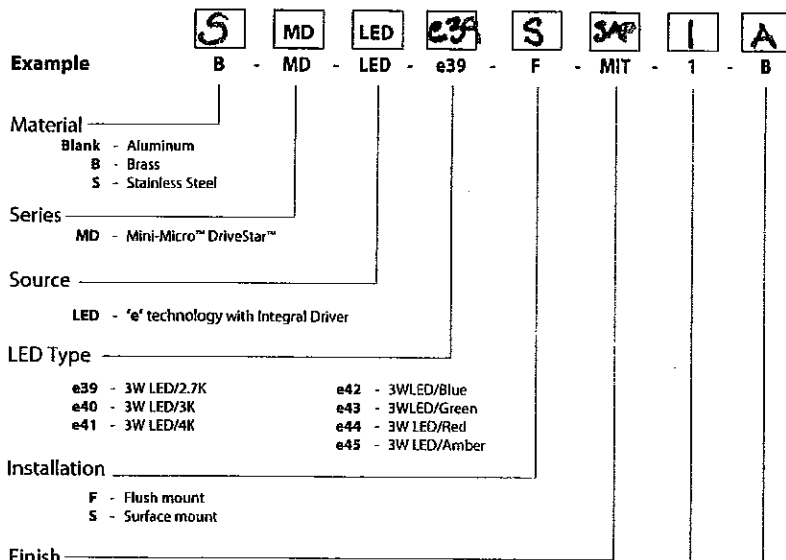 S MD LED e39 S SAP 1 A
Example B - MD - LED - e39 - F - MIT - 1 - B
Material
Blank - Aluminum
B - Brass
S - Stainless Steel
Series
MD - Mini-Micro™ DriveStar™
Source
LED - 'e' technology with Integral Driver
LED Type
e39 - 3W LED/2.7K e42 - 3WLED/Blue
e40 - 3W LED/3K e43 - 3WLED/Green
e41 - 3W LED/4K e44 - 3W LED/Red
e45 - 3W LED/Amber
Installation
F - Flush mount
S - Surface mount
Finish